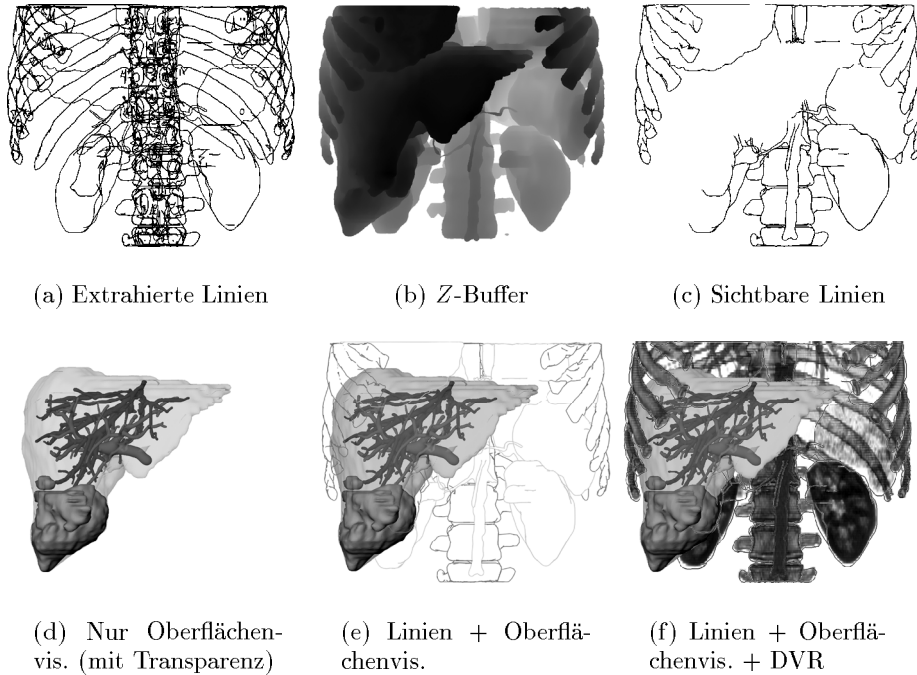 (a) Extrahierte Linien
(b) Z-Buffer
(c) Sichtbare Linien
(d) Nur Oberflächen-
vis. (mit Transparenz)
(e) Linien + Oberflä-
chenvis.
(f) Linien + Oberflä-
chenvis. + DVR